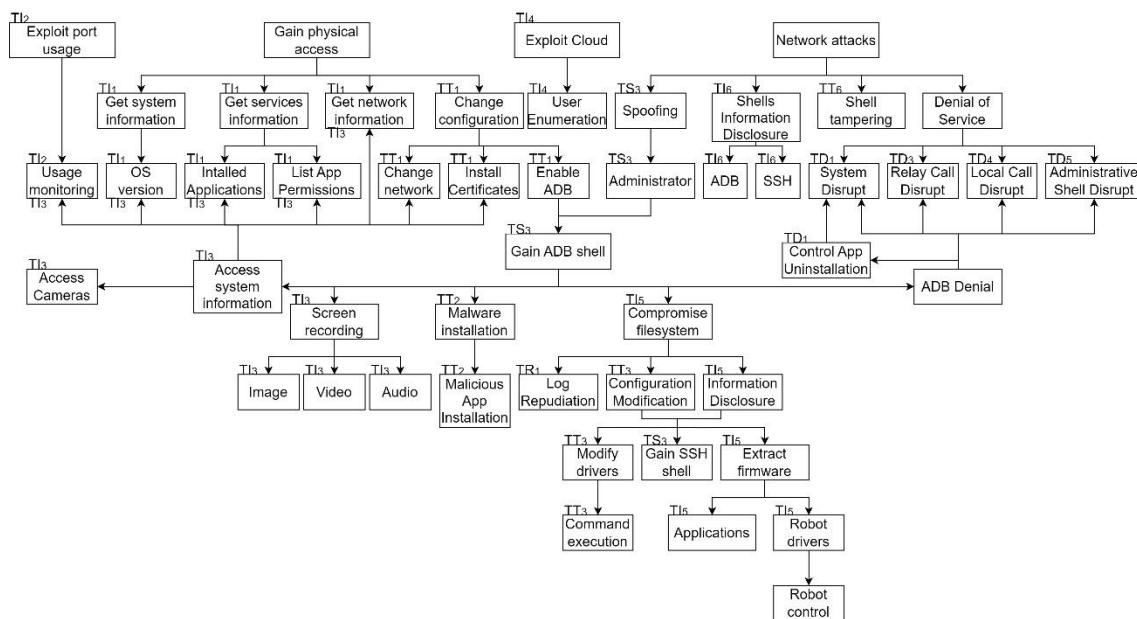 TI2
Exploit port
usage
Gain physical
access
TI4
Exploit Cloud
Network attacks
TI1
Get system
information
TI1
Get services
information
TI1
Get network
information
TI3
TT1
Change
configuration
TI4
User
Enumeration
TS3
Spoofing
TI6
Shells
Information
Disclosure
TT6
Shell
tampering
Denial of
Service
TI2
Usage
monitoring
TI3
TI1
OS
version
TI3
TI1
Intalled
Applications
TI3
TI1
List App
Permissions
TI3
TT1
Change
network
TT1
Install
Certificates
TT1
Enable
ADB
TS3
Administrator
TI6
ADB
TI6
SSH
TD1
System
Disrupt
TD3
Relay Call
Disrupt
TD4
Local Call
Disrupt
TD5
Administrative
Shell Disrupt
TS3
Gain ADB shell
TD1
Control App
Uninstallation
TI3
Access
Cameras
TI3
Access
system
information
ADB Denial
TI3
Screen
recording
TT2
Malware
installation
TI5
Compromise
filesystem
TI3
Image
TI3
Video
TI3
Audio
TT2
Malicious
App
Installation
TR1
Log
Repudiation
TT3
Configuration
Modification
TI5
Information
Disclosure
TT3
Modify
drivers
TS3
Gain SSH
shell
TI5
Extract
firmware
TT3
Command
execution
TI5
Applications
TI5
Robot
drivers
Robot
control